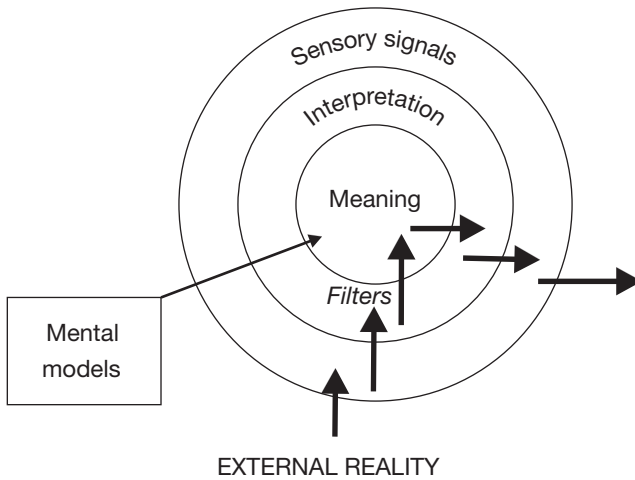 Sensory signals
Interpretation
Meaning
Filters
Mental
models
EXTERNAL REALITY